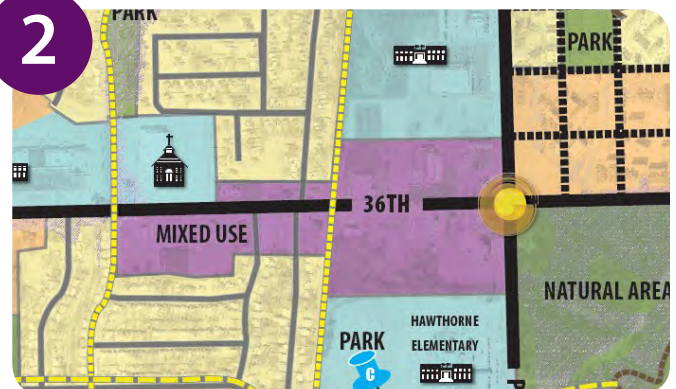 2
PARK
PARK
36TH
MIXED USE
NATURAL AREA
HAWTHORNE
ELEMENTARY
PARK
C